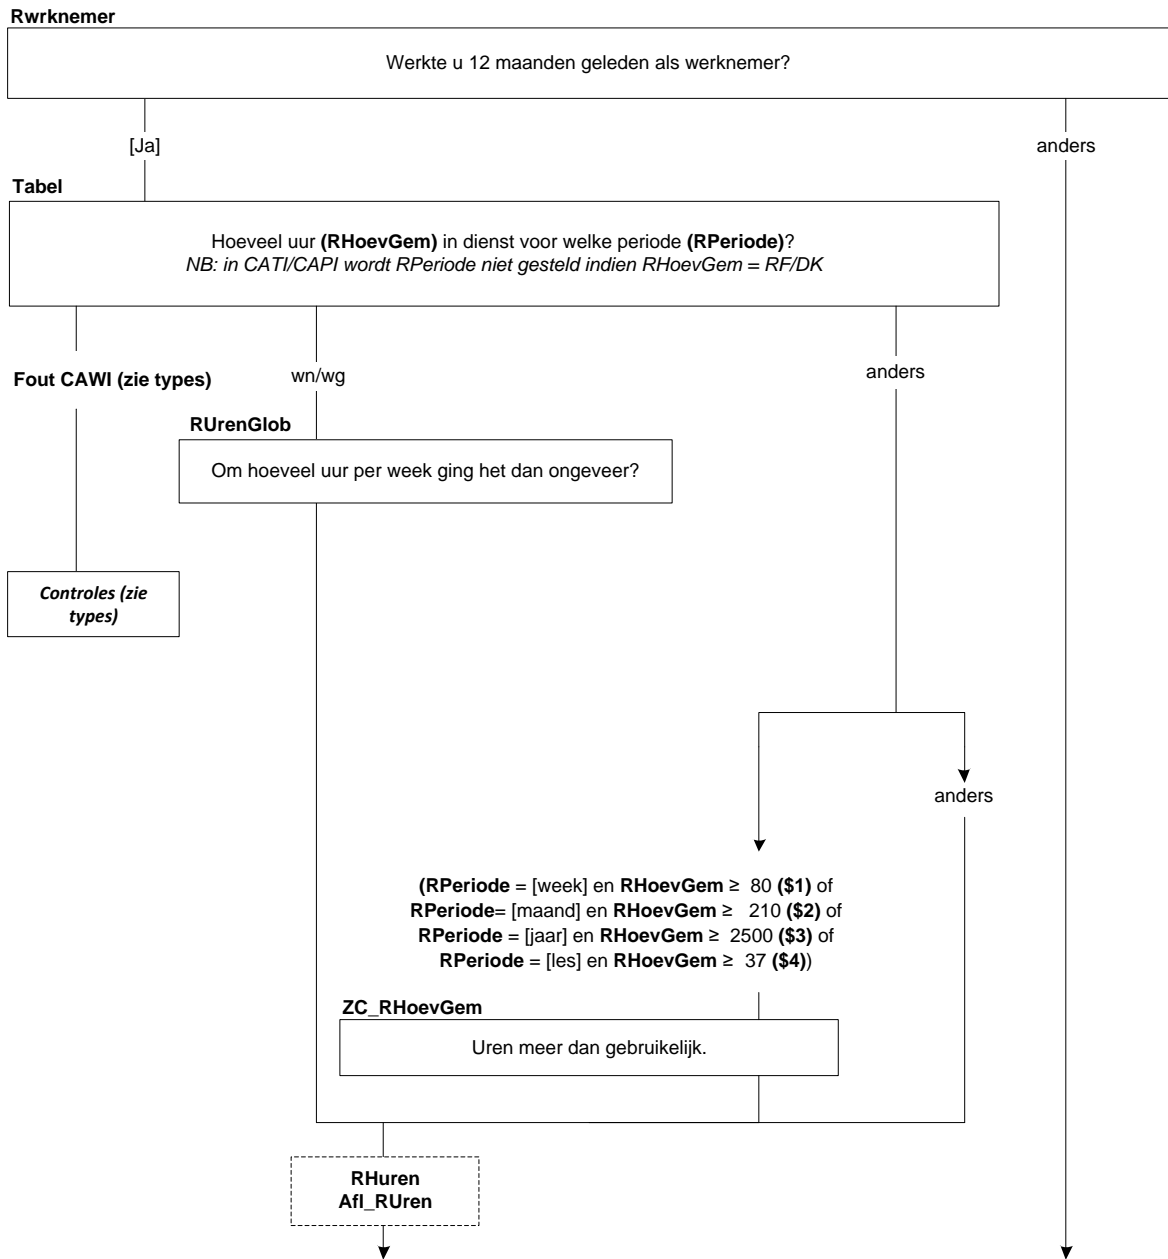 Rwrknemer
Werkte u 12 maanden geleden als werknemer?
[Ja]
anders
Tabel
Hoeveel uur (RHoevGem) in dienst voor welke periode (RPeriode)?
NB: in CATI/CAPI wordt RPeriode niet gesteld indien RHoevGem = RF/DK
Fout CAWI (zie types)
wn/wg
anders
RUrenGlob
Om hoeveel uur per week ging het dan ongeveer?
Controles (zie
types)
anders
(RPeriode = [week] en RHoevGem ≥ 80 ($1) of
RPeriode= [maand] en RHoevGem ≥ 210 ($2) of
RPeriode = [jaar] en RHoevGem ≥ 2500 ($3) of
RPeriode = [les] en RHoevGem ≥ 37 ($4))
ZC_RHoevGem
Uren meer dan gebruikelijk.
RHuren
Afl_RUren